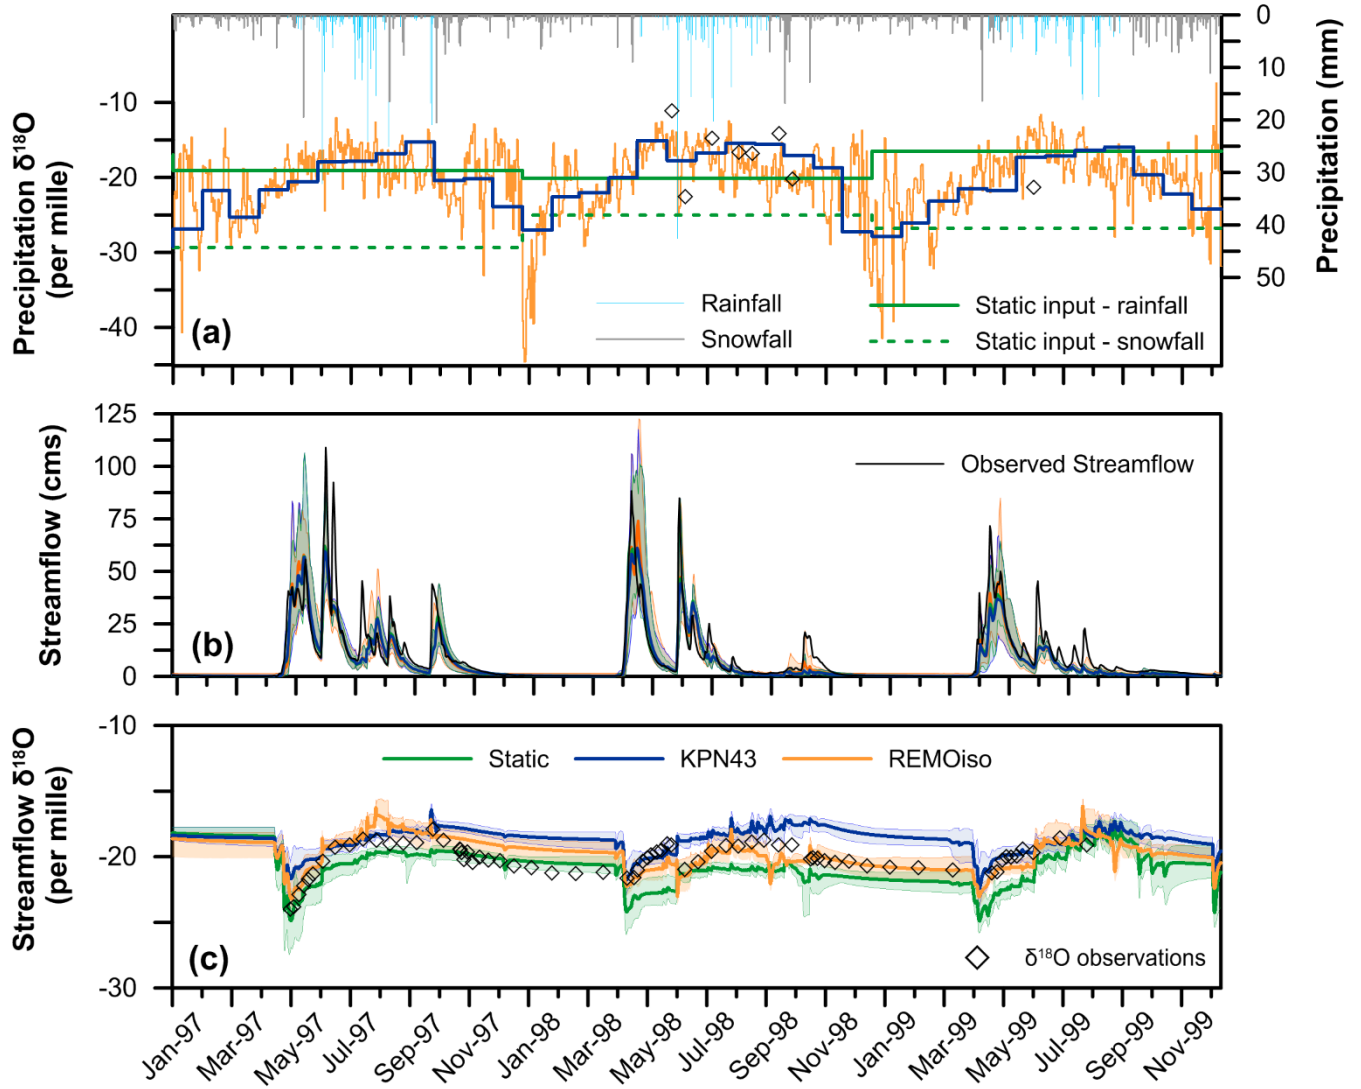 Precipitation δ18O
(per mille)
-10
-20
-30
-40
0
10
20
30
40
50
Precipitation (mm)
Rainfall
Snowfall
Static input - rainfall
Static input - snowfall
(a)
Streamflow (cms)
125
100
75
50
25
0
Observed Streamflow
(b)
Streamflow δ18O
(per mille)
-10
-20
-30
Static
KPN43
REMOiso
(c)
δ18O observations
Jan-97
Mar-97
May-97
Jul-97
Sep-97
Nov-97
Jan-98
Mar-98
May-98
Jul-98
Sep-98
Nov-98
Jan-99
Mar-99
May-99
Jul-99
Sep-99
Nov-99